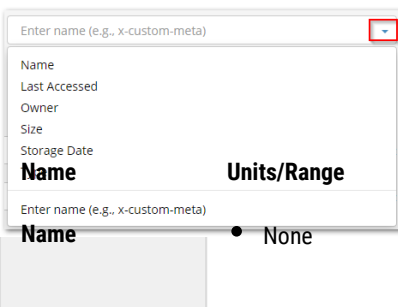 Enter name (e.g., x-custom-meta)
Name
Last Accessed
Owner
Size
Storage Date
Name Units/Range
Enter name (e.g., x-custom-meta)
Name • None